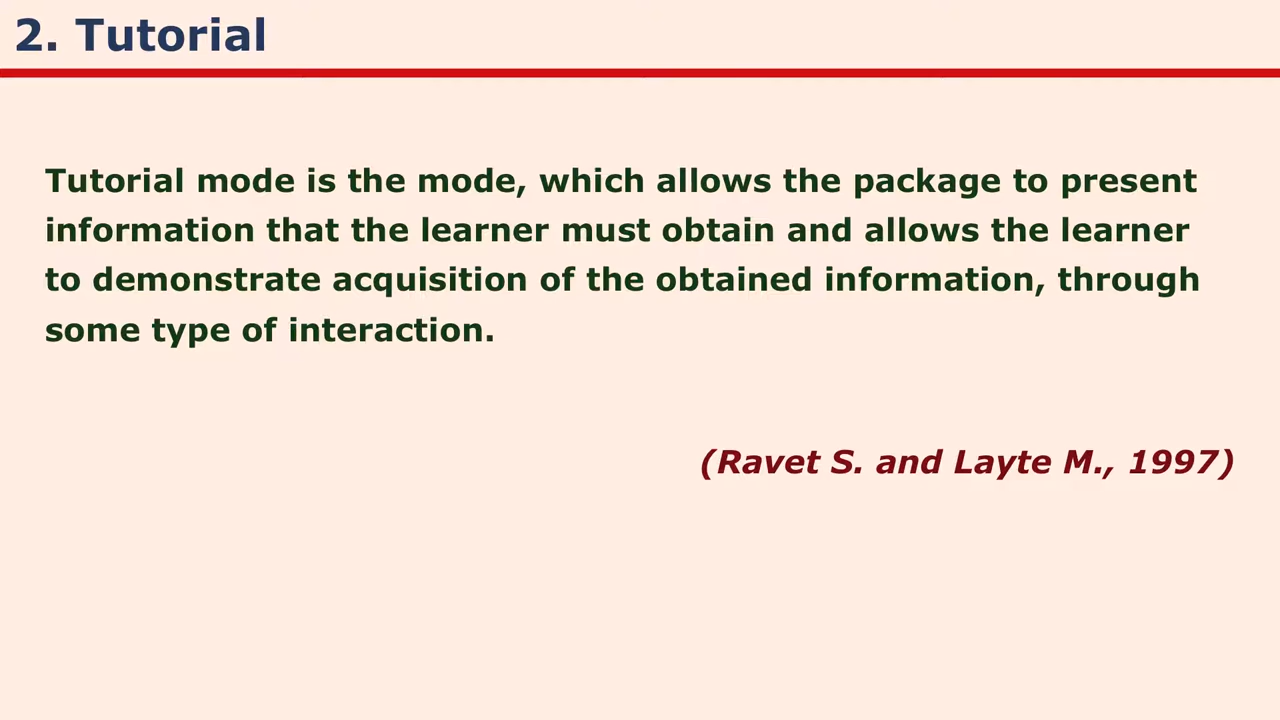 2. Tutorial
Tutorial mode is the mode, which allows the package to present
information that the learner must obtain and allows the learner
to demonstrate acquisition of the obtained information, through
some type of interaction.
(Ravet S. and Layte M., 1997)